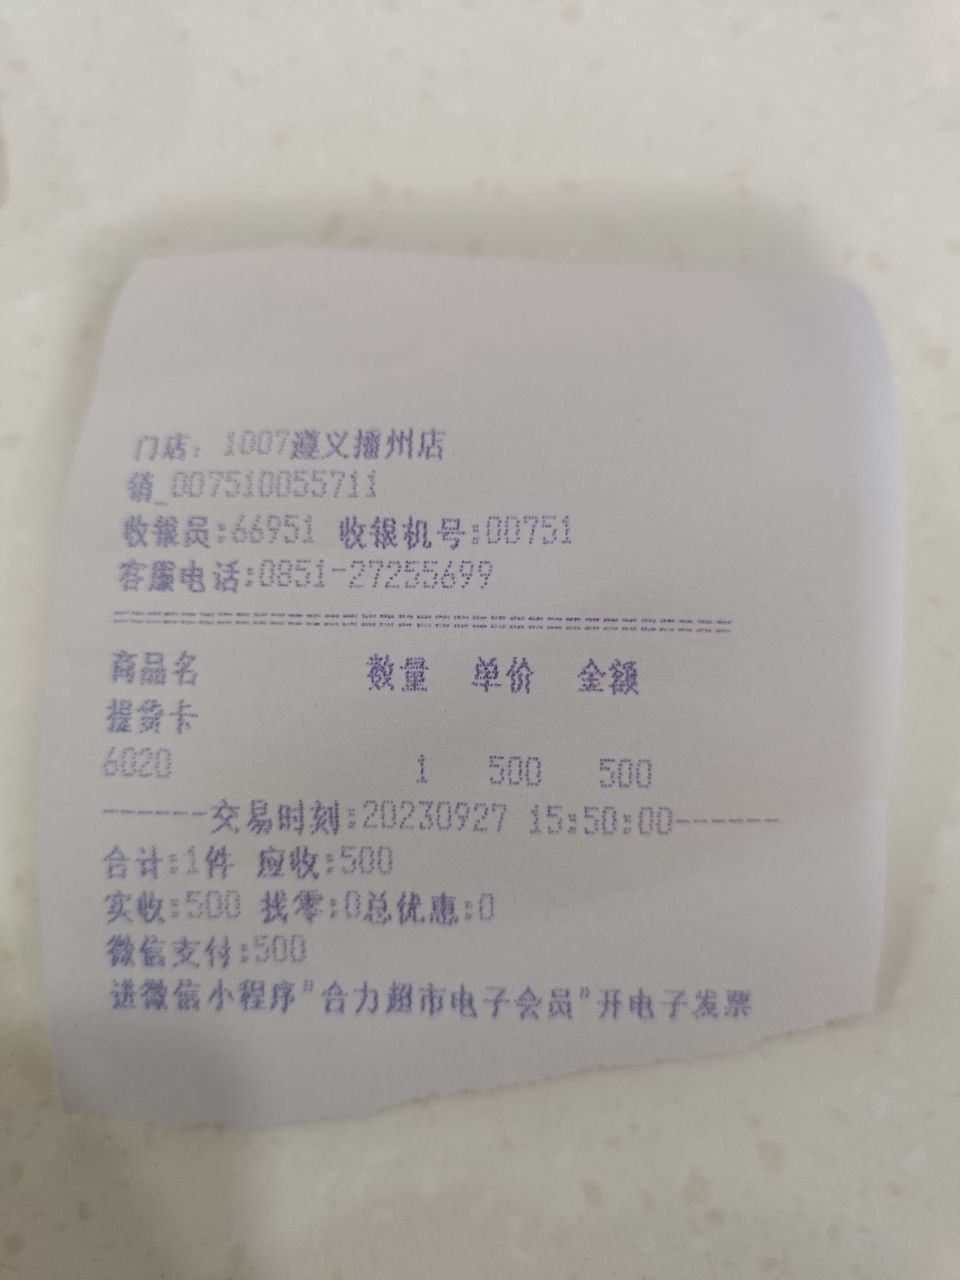 门店: 1007遵义播州店
销_007510055711
收银员:66951 收银机号:00751
客服电话:0851-27255699
商品名 数量 单价 金额
提货卡
6020 1 500 500
------交易时刻:20230927 15:50:00------
合计:1件 应收:500
实收:500 找零:0总优惠:0
微信支付:500
进微信小程序"合力超市电子会员"开电子发票